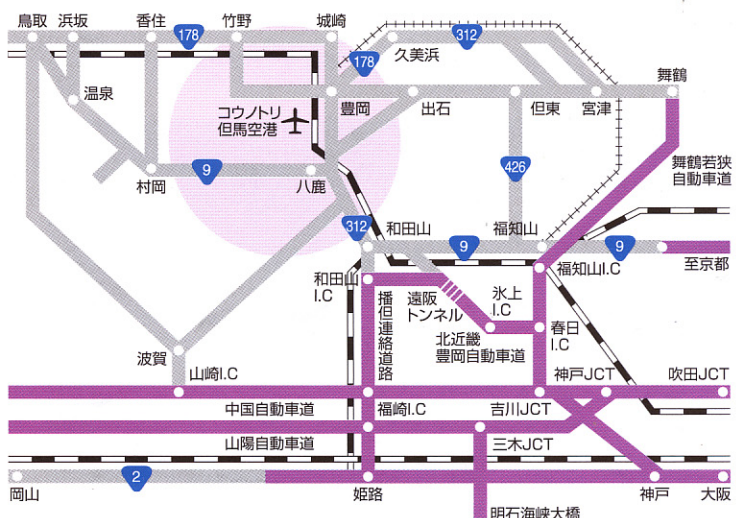 鳥取
浜坂
香住
178
竹野
城崎
久美浜
312
178
舞鶴
温泉
コウノトリ
但馬空港
豊岡
出石
但東
宮津
村岡
9
八鹿
426
舞鶴若狭
自動車道
312
和田山
9
福知山
9
至京都
福知山I.C
和田山
I.C
播但連絡道路
遠阪
トンネル
氷上
I.C
北近畿
豊岡自動車道
春日
I.C
波賀
山崎I.C
神戸JCT
吹田JCT
中国自動車道
福崎I.C
吉川JCT
山陽自動車道
三木JCT
2
岡山
姫路
神戸
大阪
明石海峡大橋